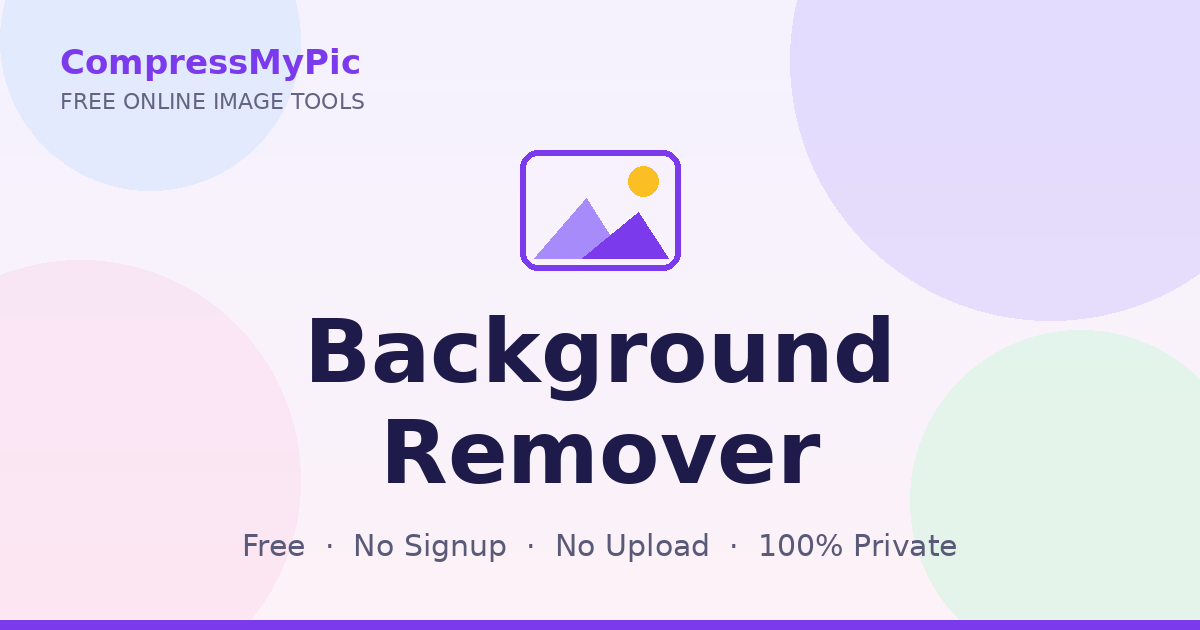 CompressMyPic
FREE ONLINE IMAGE TOOLS
Background
Remover
Free · No Signup · No Upload · 100% Private